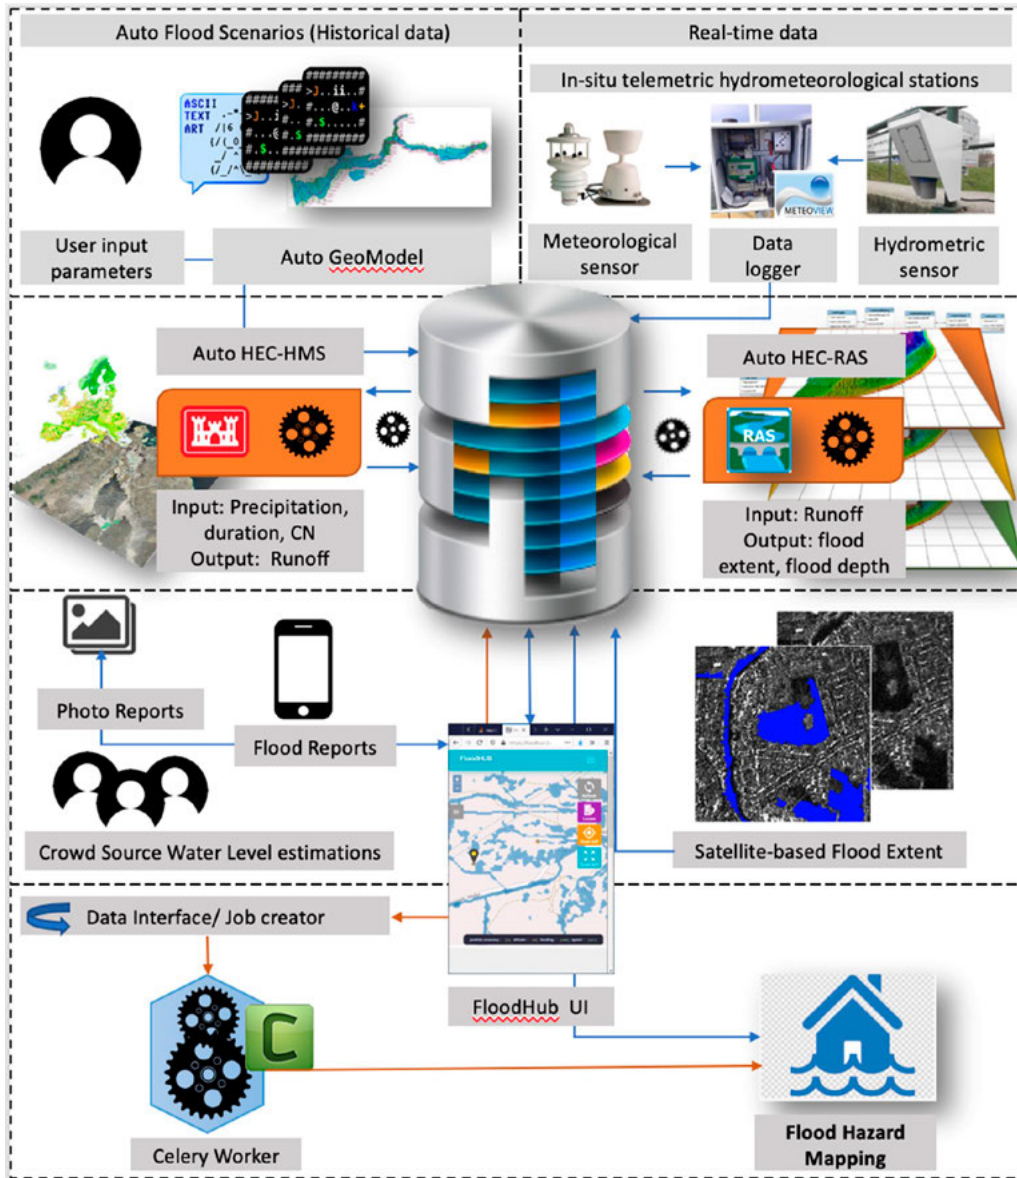 Auto Flood Scenarios (Historical data)
Real-time data
In-situ telemetric hydrometeorological stations
ASCII
TEXT
ART
METEOVIEW
User input
parameters
Auto GeoModel
Meteorological
sensor
Data
logger
Hydrometric
sensor
Auto HEC-HMS
Auto HEC-RAS
RAS
Input: Precipitation,
duration, CN
Output: Runoff
Input: Runoff
Output: flood
extent, flood depth
Photo Reports
Flood Reports
FloodHUB
Crowd Source Water Level estimations
Satellite-based Flood Extent
Data Interface/ Job creator
FloodHub UI
C
Celery Worker
Flood Hazard
Mapping